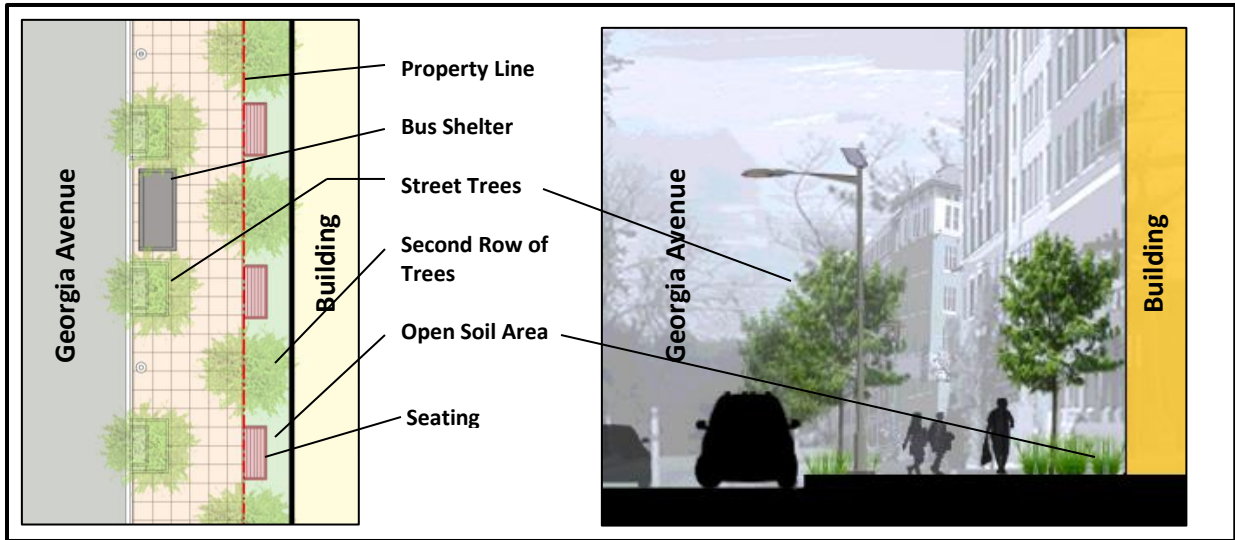 Georgia Avenue
Building
Property Line
Bus Shelter
Street Trees
Second Row of
Trees
Open Soil Area
Seating
Georgia Avenue
Building